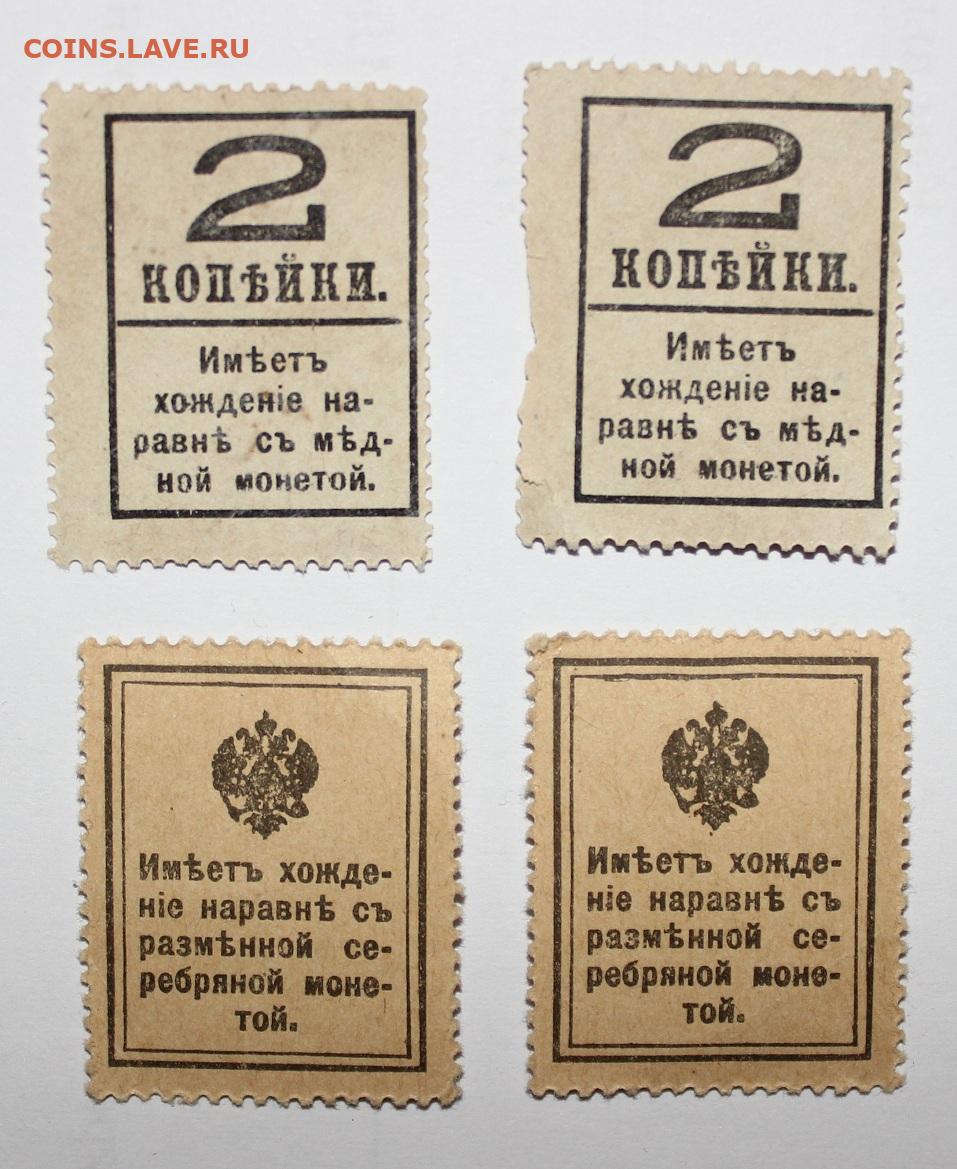 COINS.LAVE.RU
2
КОПѢЙКИ.
Имѣетъ
хожденіе на-
равнѣ съ мѣд-
ной монетой.
2
КОПѢЙКИ.
Имѣетъ
хожденіе на-
равнѣ съ мѣд-
ной монетой.
Имѣетъ хожде-
ніе наравнѣ съ
размѣнной се-
ребряной моне-
той.
Имѣетъ хожде-
ніе наравнѣ съ
размѣнной се-
ребряной моне-
той.